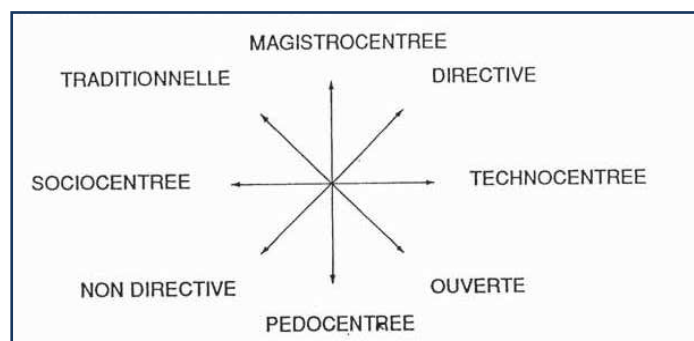 MAGISTROCENTREE
TRADITIONNELLE DIRECTIVE
SOCIOCENTREE TECHNOCENTREE
NON DIRECTIVE OUVERTE
PEDOCENTREE